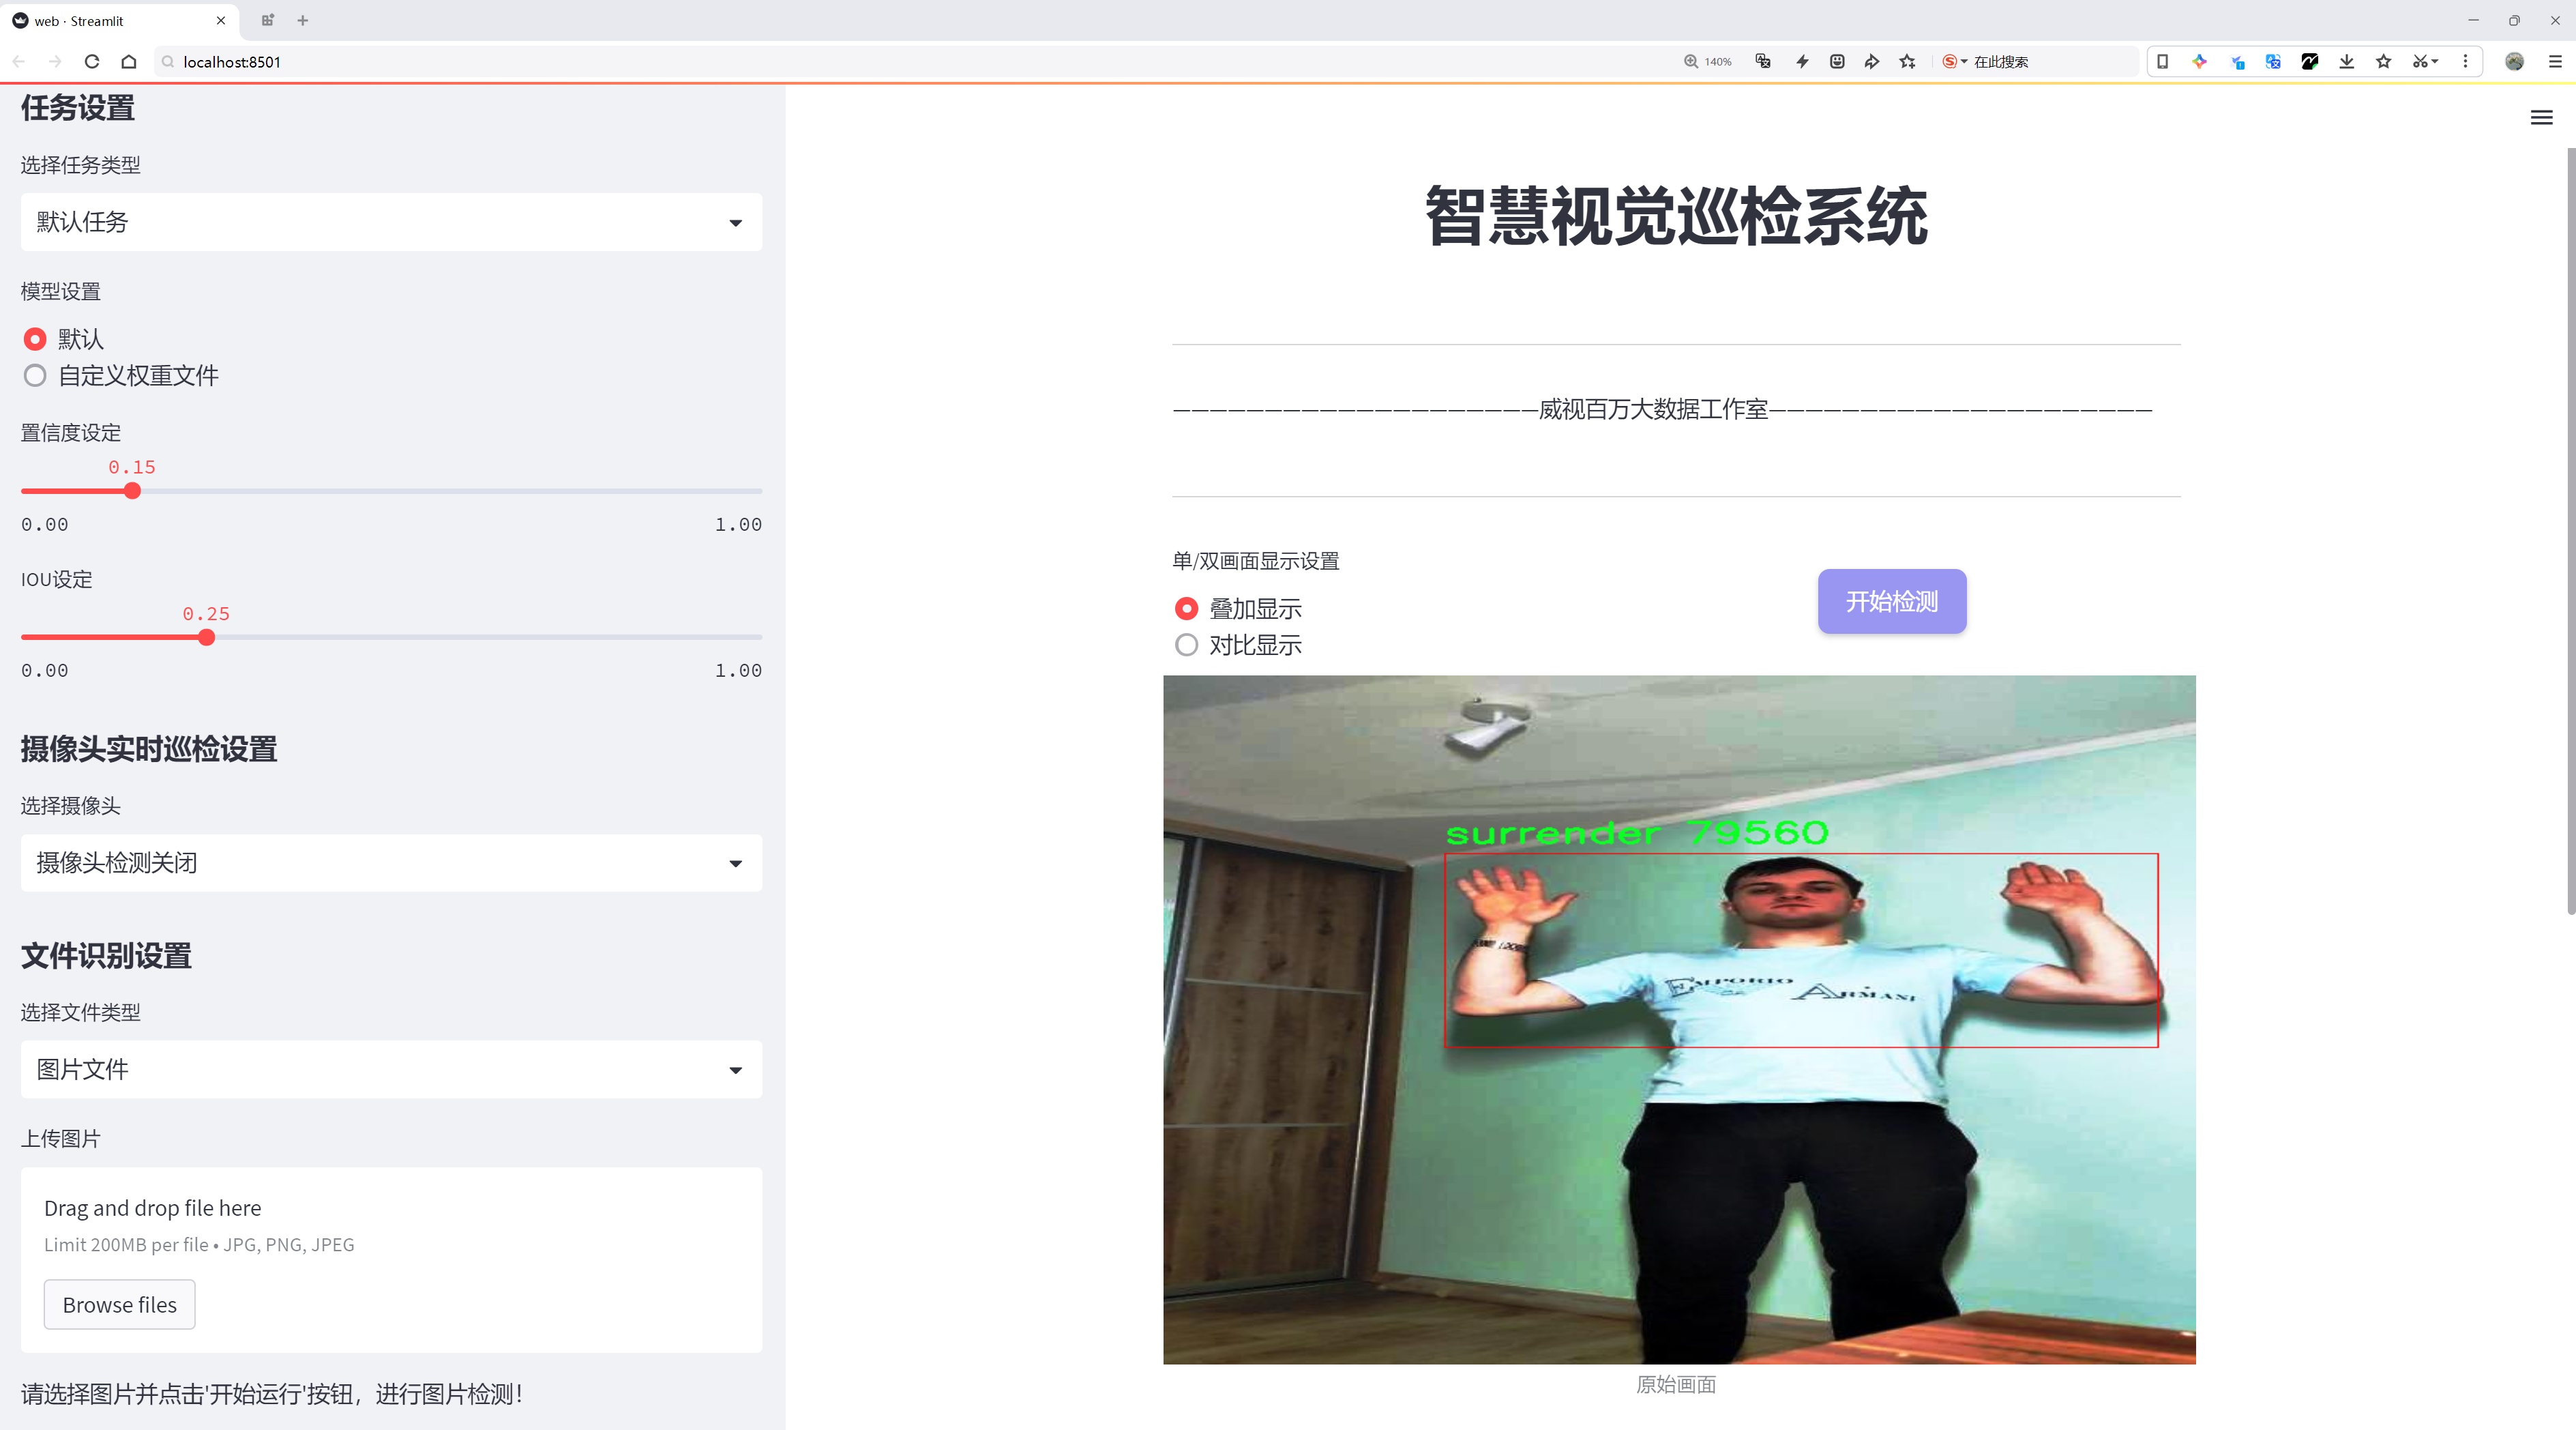 web · Streamlit
localhost:8501
140%
在此搜索
任务设置
选择任务类型
默认任务
模型设置
默认
自定义权重文件
置信度设定
0.15
0.00 1.00
IOU设定
0.25
0.00 1.00
摄像头实时巡检设置
选择摄像头
摄像头检测关闭
文件识别设置
选择文件类型
图片文件
上传图片
Drag and drop file here
Limit 200MB per file • JPG, PNG, JPEG
Browse files
请选择图片并点击'开始运行'按钮，进行图片检测！
智慧视觉巡检系统
————————————————————威视百万大数据工作室—————————————————————
单/双画面显示设置
叠加显示
对比显示
开始检测
surrender 79560
EMPORIO ARMANI
原始画面